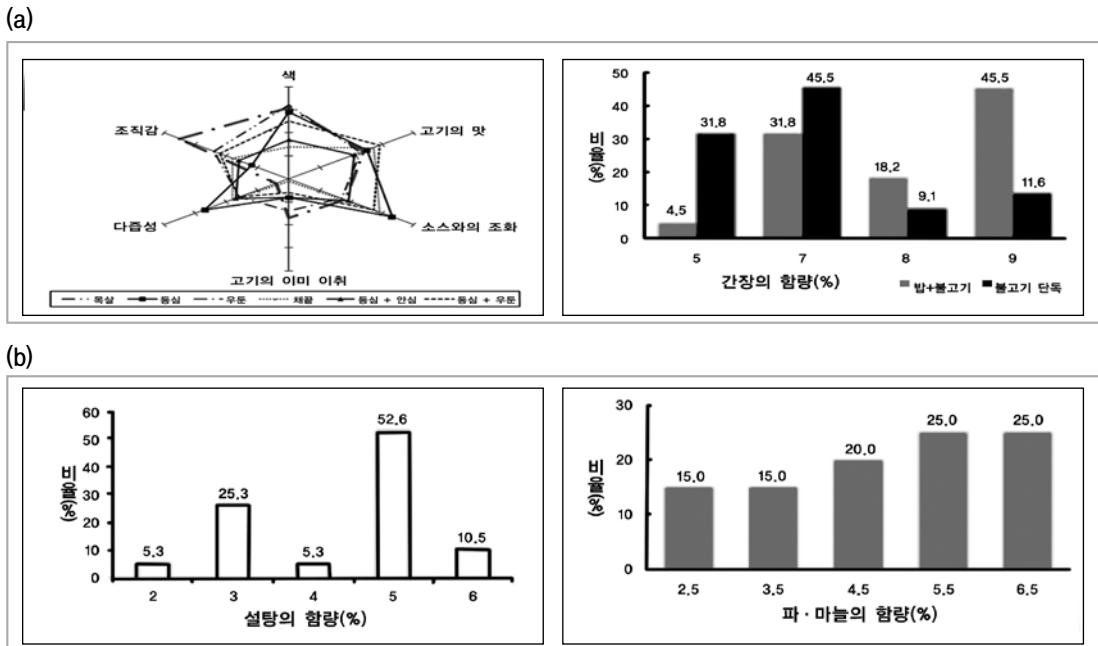 (a)
색
조직감
고기의 맛
다즙성
소스와의 조화
고기의 이미 이취
목살 등심 우둔 채끝 등심 + 안심 등심 + 우둔
비율(%)
50
40
30
20
10
0
4.5
31.8
31.8
45.5
18.2
9.1
45.5
11.6
5 7 8 9
간장의 함량(%)
밥+불고기 불고기 단독
(b)
비율(%)
60
50
40
30
20
10
0
5.3
25.3
5.3
52.6
10.5
2 3 4 5 6
설탕의 함량(%)
비율(%)
30
20
10
0
15.0
15.0
20.0
25.0
25.0
2.5 3.5 4.5 5.5 6.5
파 · 마늘의 함량(%)